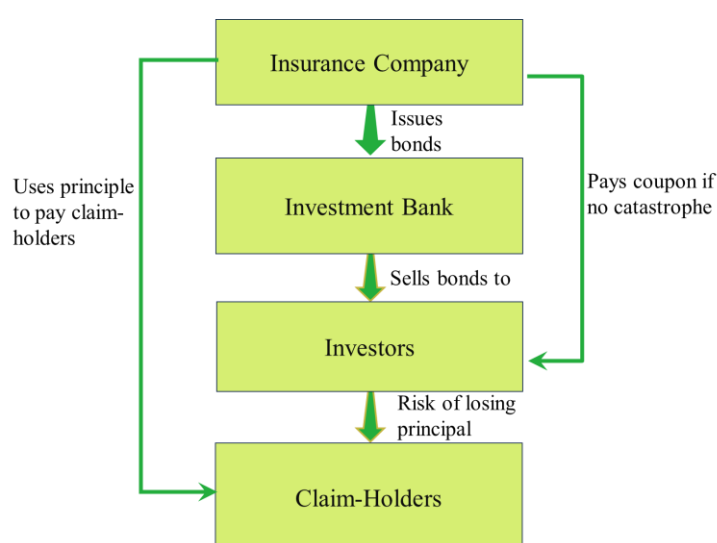 Insurance Company
Issues
bonds
Uses principle
to pay claim-
holders
Pays coupon if
no catastrophe
Investment Bank
Sells bonds to
Investors
Risk of losing
principal
Claim-Holders